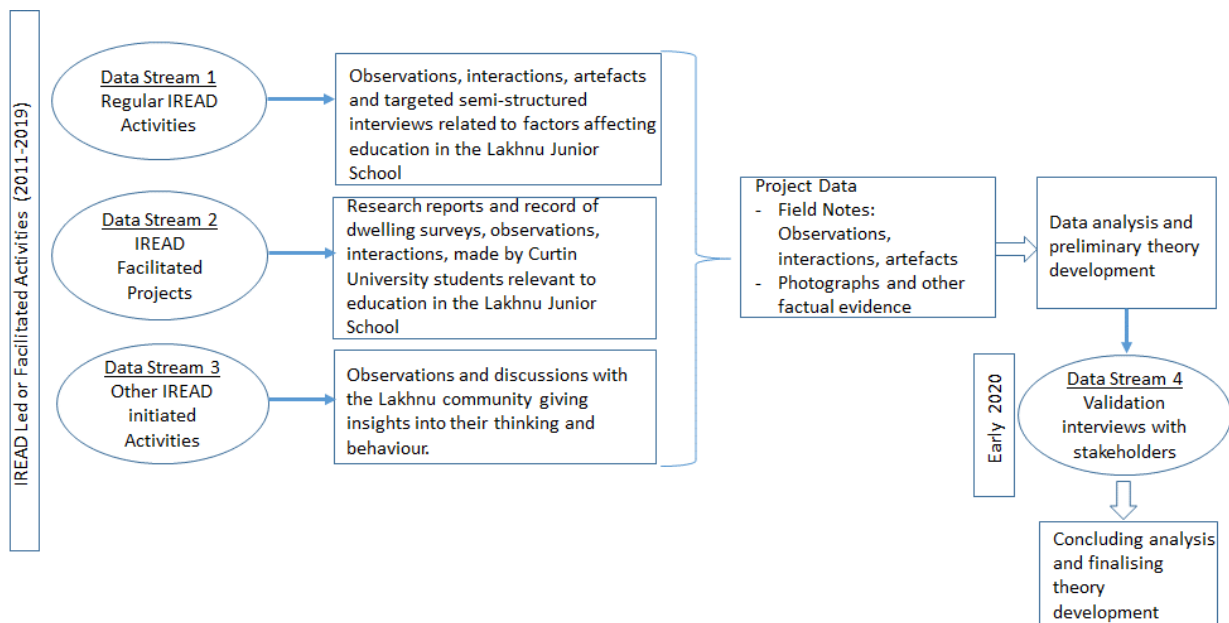 IREAD Led or Facilitated Activities (2011-2019)
Data Stream 1
Regular IREAD
Activities
Observations, interactions, artefacts
and targeted semi-structured
interviews related to factors affecting
education in the Lakhnu Junior
School
Data Stream 2
IREAD
Facilitated
Projects
Research reports and record of
dwelling surveys, observations,
interactions, made by Curtin
University students relevant to
education in the Lakhnu Junior
School
Data Stream 3
Other IREAD
initiated
Activities
Observations and discussions with
the Lakhnu community giving
insights into their thinking and
behaviour.
Project Data
- Field Notes:
Observations,
interactions, artefacts
- Photographs and other
factual evidence
Data analysis and
preliminary theory
development
Early 2020
Data Stream 4
Validation
interviews with
stakeholders
Concluding analysis
and finalising
theory
development